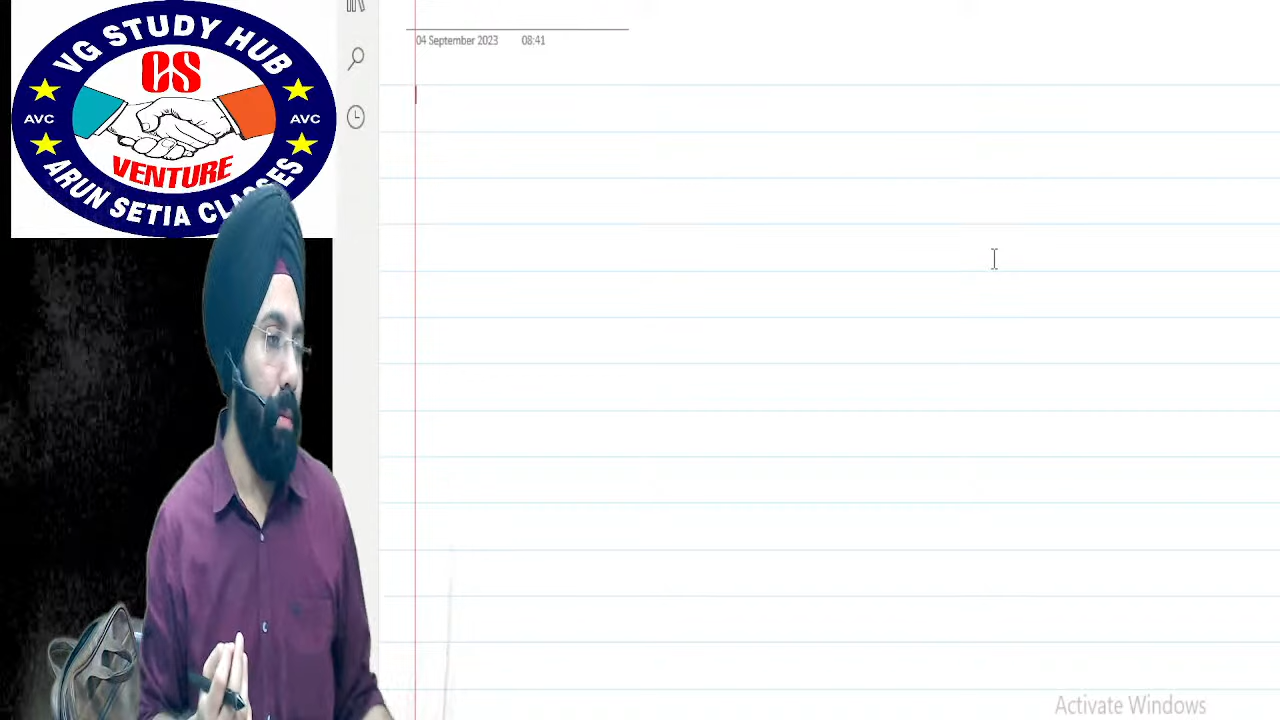 VG STUDY HUB
CS
AVC
AVC
VENTURE
ARUN SETIA CLASSES
04 September 2023 08:41
Activate Windows